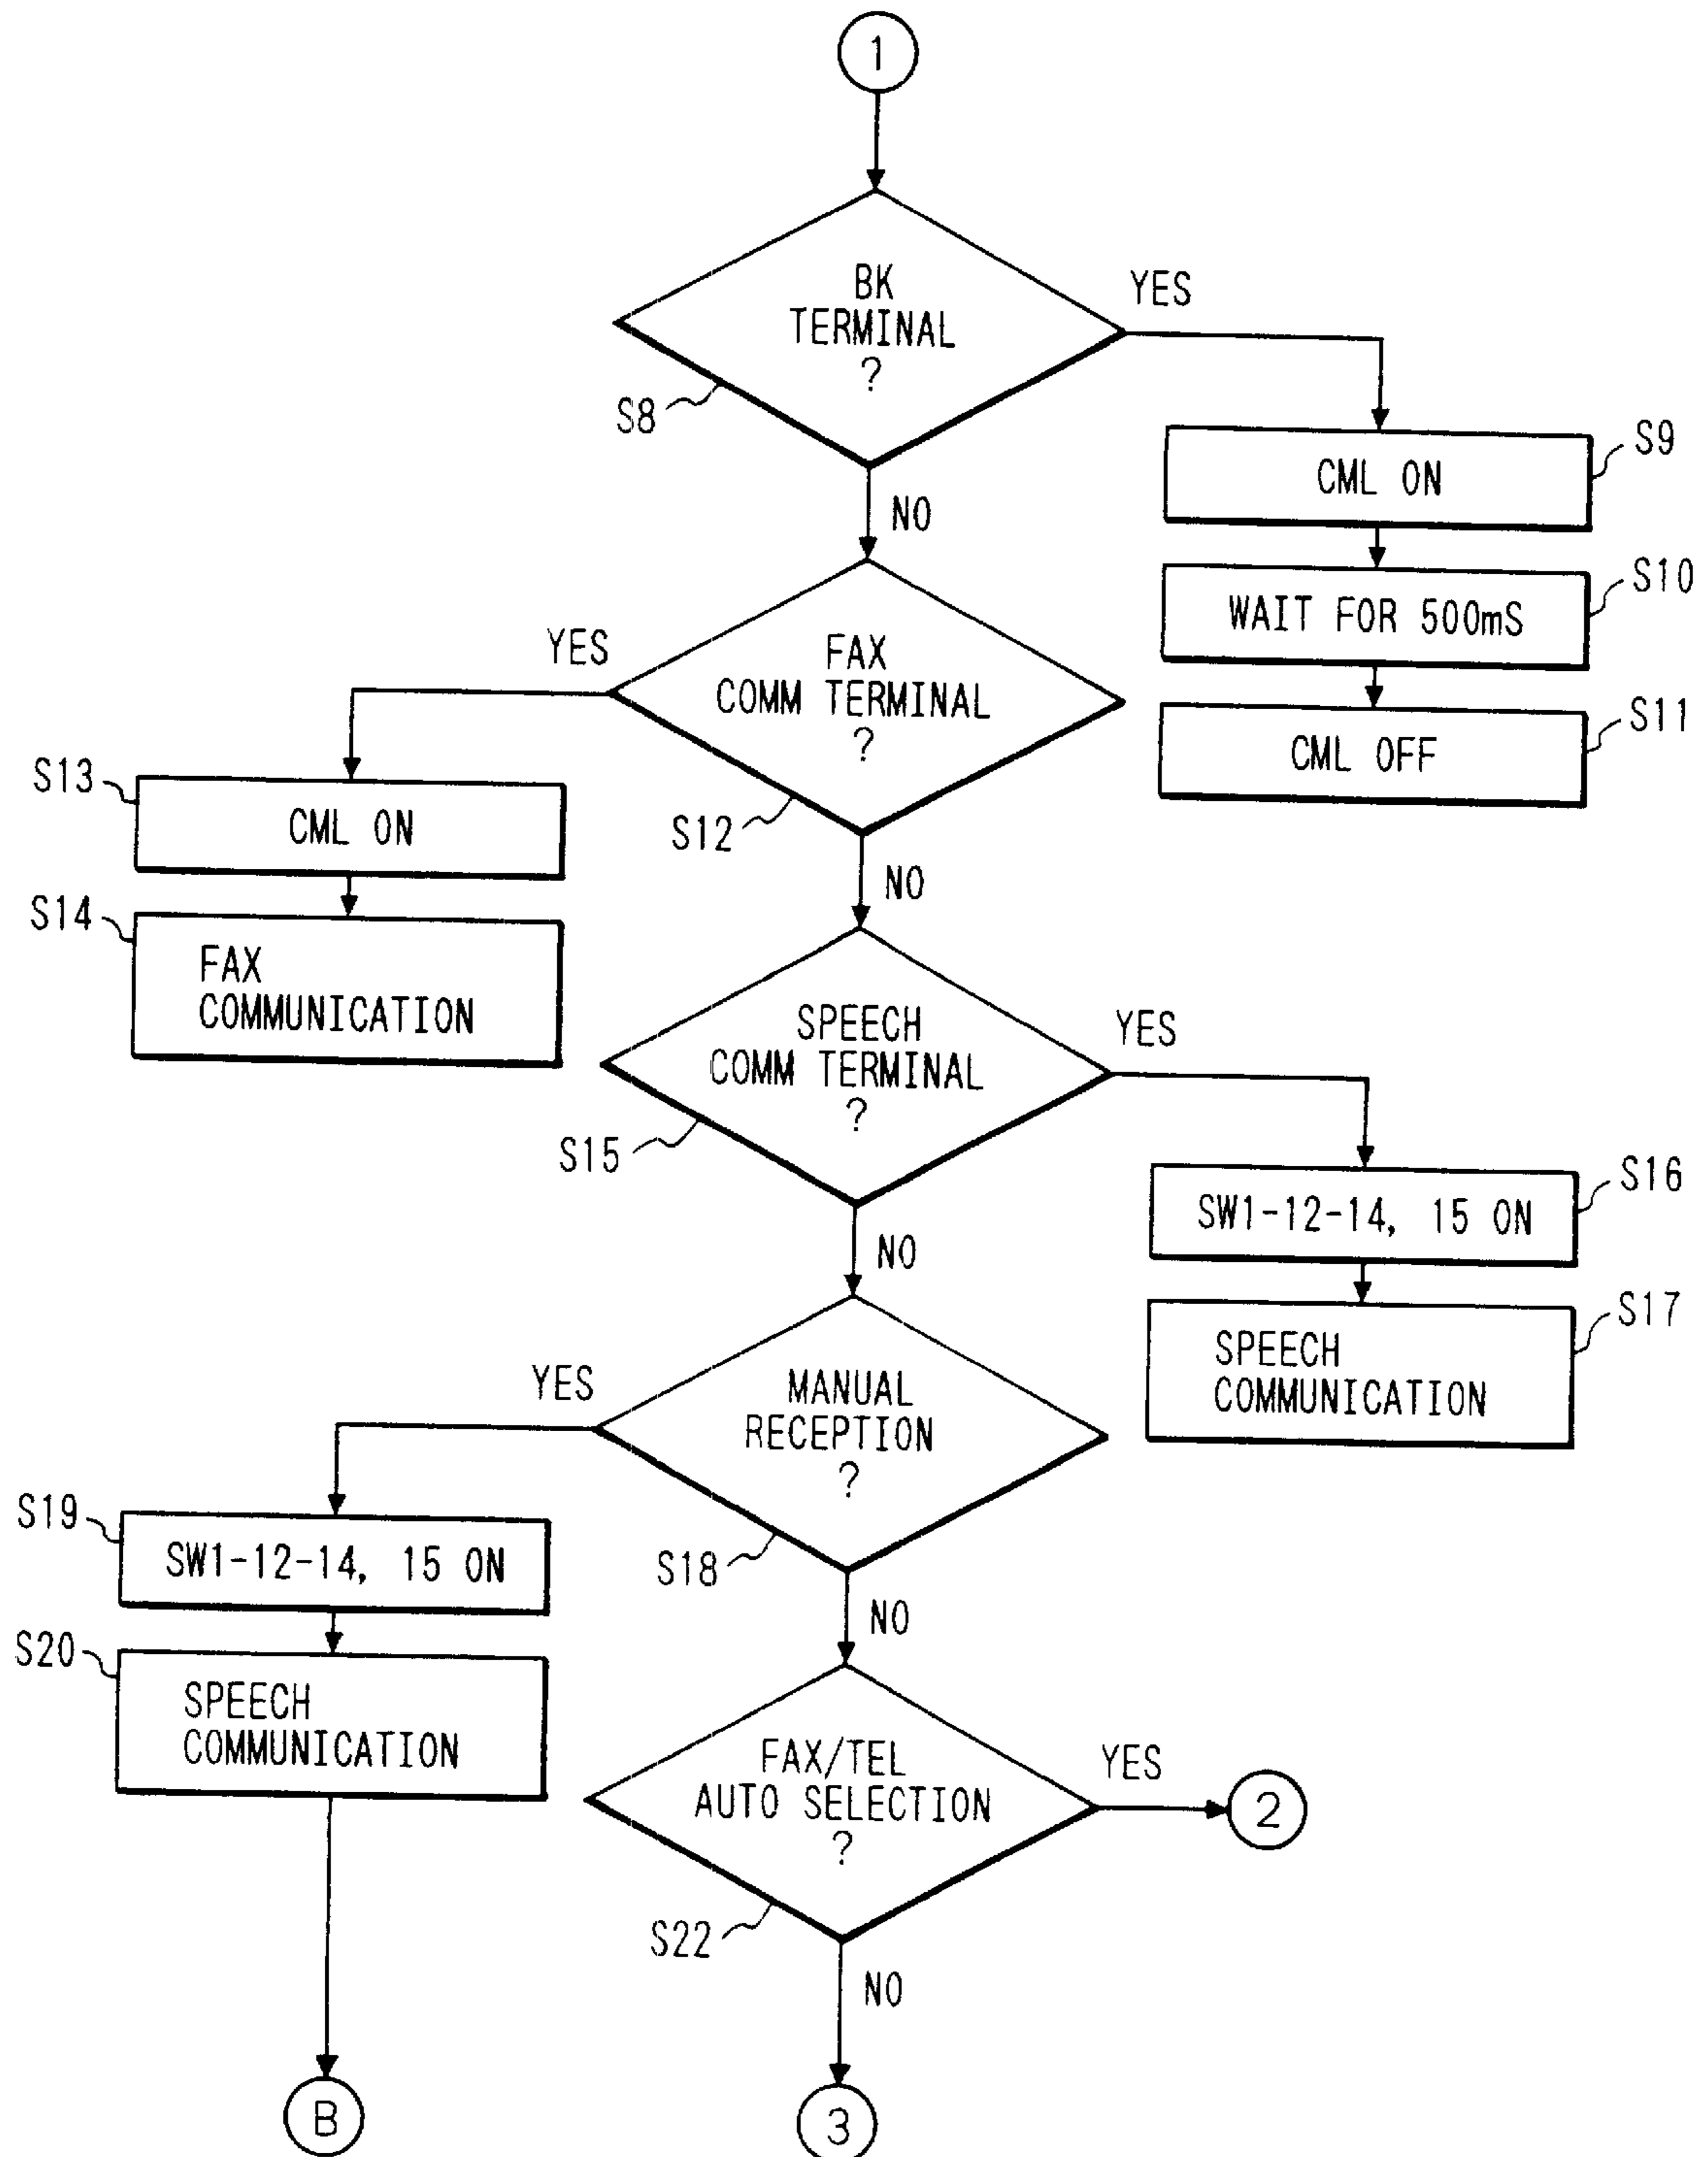 1
BK
TERMINAL
?
YES
S8
NO
S9
CML ON
S10
WAIT FOR 500mS
S11
CML OFF
FAX
COMM TERMINAL
?
YES
S12
NO
S13
CML ON
S14
FAX
COMMUNICATION
SPEECH
COMM TERMINAL
?
YES
S15
NO
S16
SW1-12-14, 15 ON
S17
SPEECH
COMMUNICATION
MANUAL
RECEPTION
?
YES
S18
NO
S19
SW1-12-14, 15 ON
S20
SPEECH
COMMUNICATION
FAX/TEL
AUTO SELECTION
?
YES
2
S22
NO
B
3